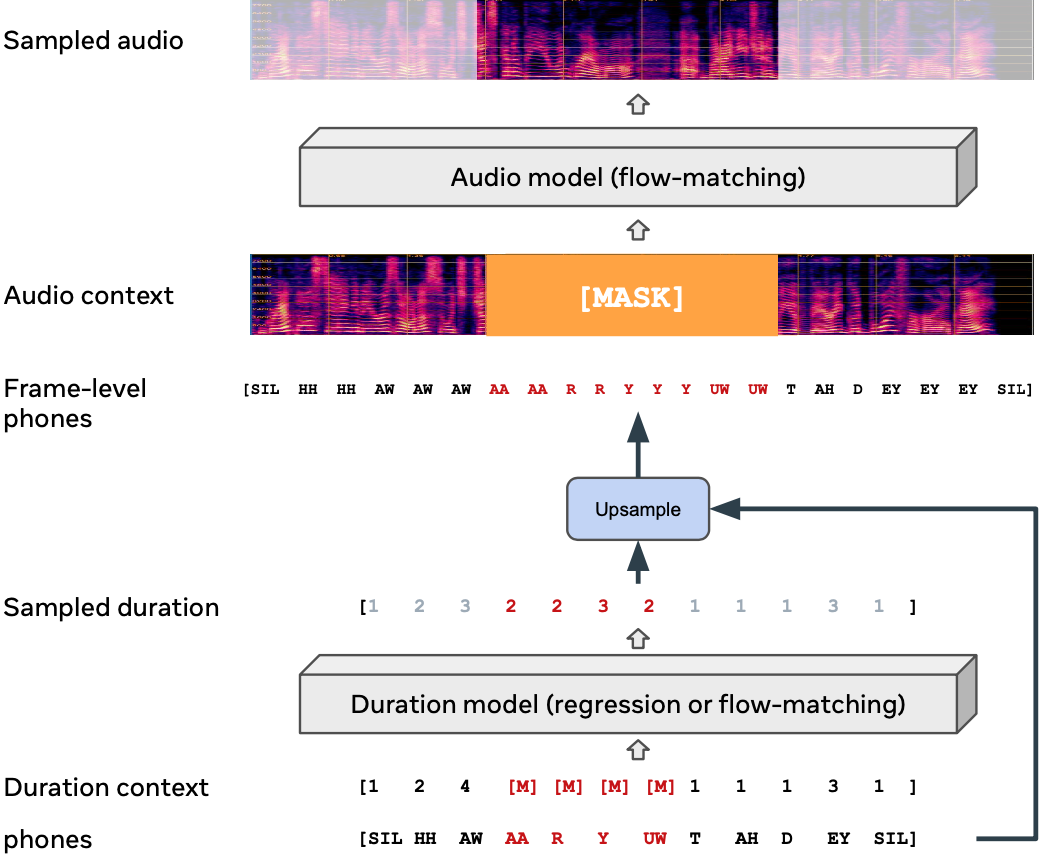 Sampled audio
Audio model (flow-matching)
Audio context
[MASK]
Frame-level
phones
[SIL HH HH AW AW AW AA AA R R Y Y Y UW UW T AH D EY EY EY SIL]
Upsample
Sampled duration
[1 2 3 2 2 3 2 1 1 1 3 1 ]
Duration model (regression or flow-matching)
Duration context
[1 2 4 [M] [M] [M] [M] 1 1 1 3 1 ]
phones
[SIL HH AW AA R Y UW T AH D EY SIL]